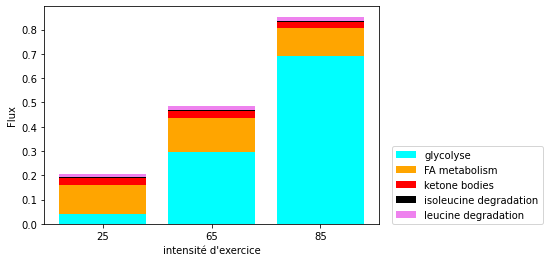 0.8
0.7
0.6
0.5
0.4
0.3
0.2
0.1
0.0
Flux
25 65 85
intensité d'exercice
glycolyse
FA metabolism
ketone bodies
isoleucine degradation
leucine degradation